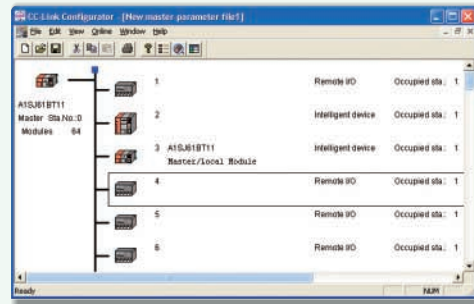 CC-Link Configurator - [New master parameter file1]
File Edit View Online Window Help
1 Remote I/O Occupied sta.: 1
A1SJ61BT11
Master Sta.No.:0
Modules 64
2 Intelligent device Occupied sta.: 1
3 A1SJ61BT11 Intelligent device Occupied sta.: 1
Master/local Module
4 Remote I/O Occupied sta.: 1
5 Remote I/O Occupied sta.: 1
6 Remote I/O Occupied sta.: 1
Ready NUM